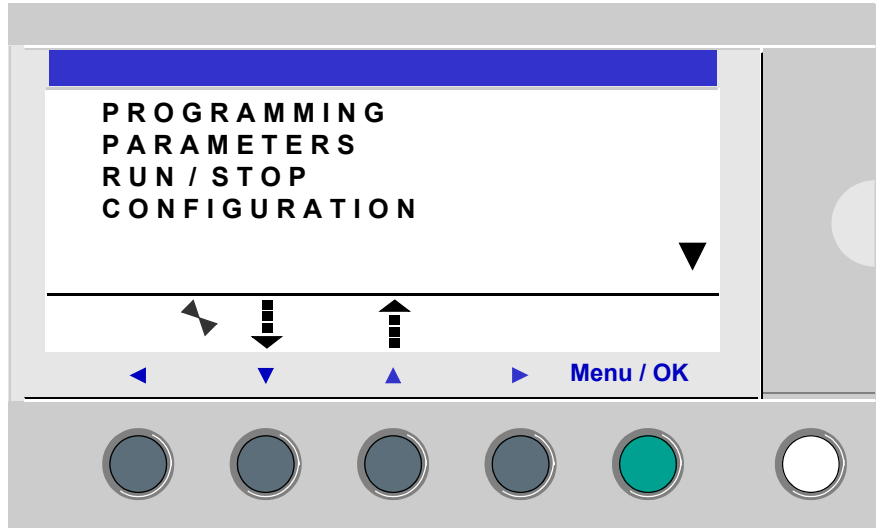 PROGRAMMING
PARAMETERS
RUN / STOP
CONFIGURATION
Menu / OK